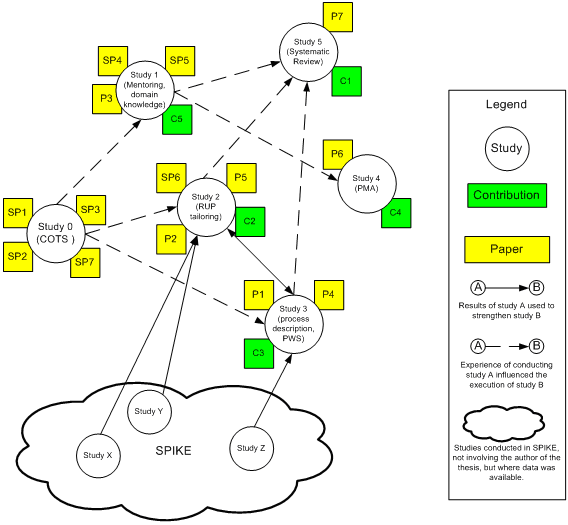 P7
Study 5
(Systematic
Review)
C1
SP4
SP5
Study 1
(Mentoring,
domain
knowledge)
P3
C5
P6
Study 4
(PMA)
C4
SP6
P5
Study 2
(RUP
tailoring)
P2
C2
SP1
SP3
Study 0
(COTS )
SP2
SP7
P1
P4
Study 3
(process
description,
PWS)
C3
Study Y
Study X
SPIKE
Study Z
Legend
Study
Contribution
Paper
A
B
Results of study A used to
strengthen study B
A
B
Experience of conducting
study A influenced the
execution of study B
Studies conducted in SPIKE,
not involving the author of the
thesis, but where data was
available.